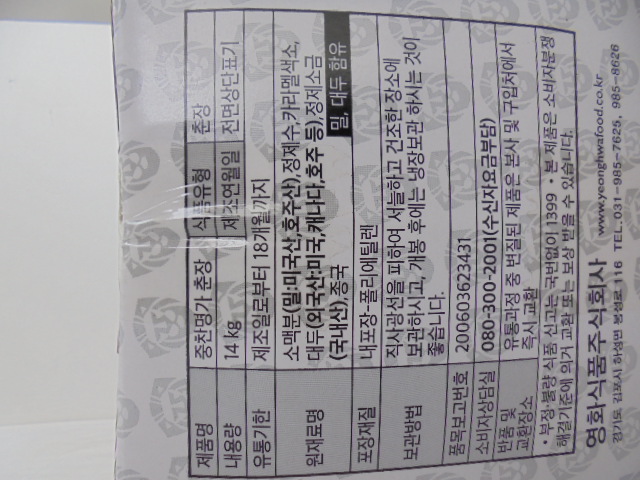 제품명 중찬명가 춘장 식품유형 춘장
내용량 14 kg 제조연월일 전면상단표기
유통기한 제조일로부터 18개월까지
원재료명 소맥분(밀:미국산,호주산),정제수,카라멜색소,
대두(외국산:미국,캐나다,호주 등),정제소금
(국내산),종국 밀, 대두 함유
포장재질 내포장-폴리에틸렌
보관방법 직사광선을 피하여 서늘하고 건조한 장소에
보관하시고, 개봉 후에는 냉장보관 하시는 것이
좋습니다.
품목보고번호 200603623431
소비자상담실 080-300-2001(수신자요금부담)
반품 및 유통과정 중 변질된 제품은 본사 및 구입처에서
교환장소 즉시 교환
• 부정·불량 식품 신고는 국번없이 1399 • 본 제품은 소비자분쟁
해결기준에 의거 교환 또는 보상 받을 수 있습니다.
영화식품주식회사 www.yeonghwafood.co.kr
경기도 김포시 하성면 봉성로 116 TEL.031-985-7625, 985-8626